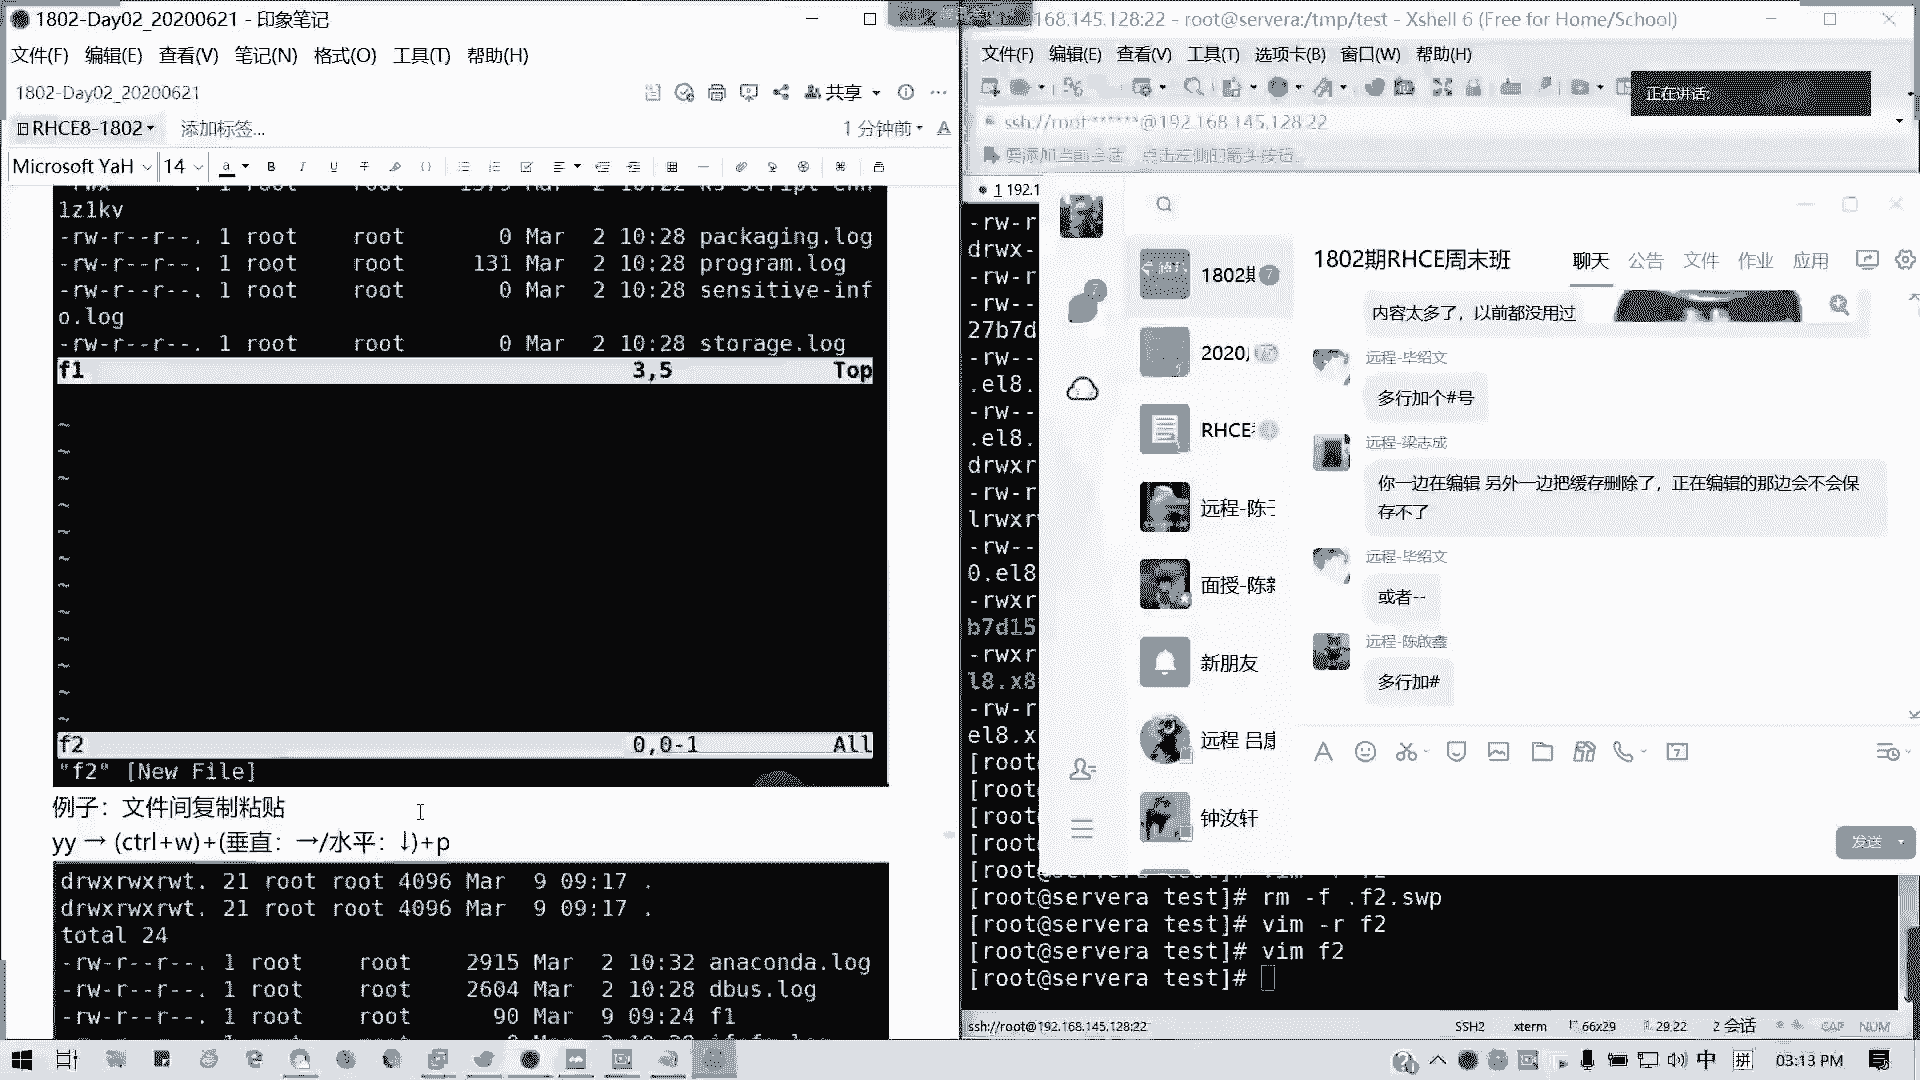 1802-Day02_20200621 - 印象笔记
文件(F) 编辑(E) 查看(V) 笔记(N) 格式(O) 工具(T) 帮助(H)
1802-Day02_20200621
共享
RHCE8-1802
添加标签...
1 分钟前
Microsoft YaH
14
1z1kv
-rw-r--r--. 1 root root 0 Mar 2 10:28 packaging.log
-rw-r--r--. 1 root root 131 Mar 2 10:28 program.log
-rw-r--r--. 1 root root 0 Mar 2 10:28 sensitive-inf
o.log
-rw-r--r--. 1 root root 0 Mar 2 10:28 storage.log
f1 3,5 Top
~
~
~
~
~
~
~
~
~
~
~
~
f2 0,0-1 All
"f2" [New File]
例子：文件间复制粘贴
yy → (ctrl+w)+(垂直：→/水平：↓)+p
drwxrwxrwt. 21 root root 4096 Mar 9 09:17 .
drwxrwxrwt. 21 root root 4096 Mar 9 09:17 .
total 24
-rw-r--r--. 1 root root 2915 Mar 2 10:32 anaconda.log
-rw-r--r--. 1 root root 2604 Mar 2 10:28 dbus.log
-rw-r--r--. 1 root root 90 Mar 9 09:24 f1
168.145.128:22 - root@servera:/tmp/test - Xshell 6 (Free for Home/School)
文件(F) 编辑(E) 查看(V) 工具(T) 选项卡(B) 窗口(W) 帮助(H)
正在讲话:
ssh://root******@192.168.145.128:22
要添加当前会话，点击左侧的箭头按钮。
1 192.1
-rw-r
drwx-
-rw-r
-rw--
27b7d
-rw--
.el8.
-rw--
.el8.
drwxr
-rw-r
lrwxrw
-rw--
0.el8
-rwxr
b7d15
-rwxr
l8.x8
-rw-r
el8.x
[root
[root
[root
[root
[root
[root@servera test]# rm -f .f2.swp
[root@servera test]# vim -r f2
[root@servera test]# vim f2
[root@servera test]#
1802期
7
2020
RHCE
远程-陈
面授-陈
新朋友
远程 吕
钟汝轩
1802期RHCE周末班
聊天 公告 文件 作业 应用
内容太多了，以前都没用过
远程-毕绍文
多行加个#号
远程-梁志成
你一边在编辑 另外一边把缓存删除了，正在编辑的那边会不会保
存不了
远程-毕绍文
或者--
远程-陈啟鑫
多行加#
发送
ssh://root@192.168.145.128:22
SSH2
xterm
66x29
29,22
2 会话
CAP NUM
中
拼
03:13 PM